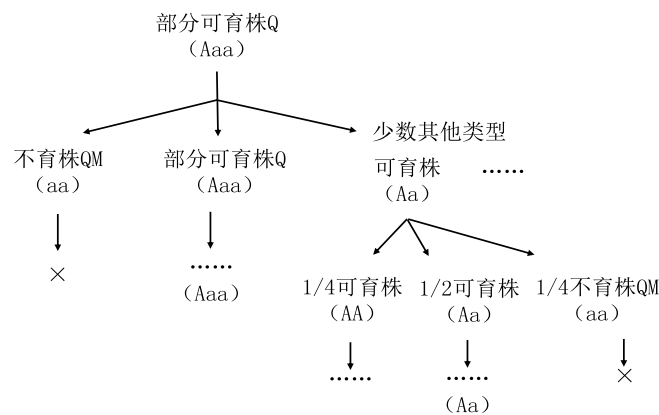 部分可育株Q
（Aaa）
少数其他类型
不育株QM
（aa）
部分可育株Q
（Aaa）
可育株
（Aa）
……
×
……
（Aaa）
1/4可育株
（AA）
1/2可育株
（Aa）
1/4不育株QM
（aa）
……
……
（Aa）
×